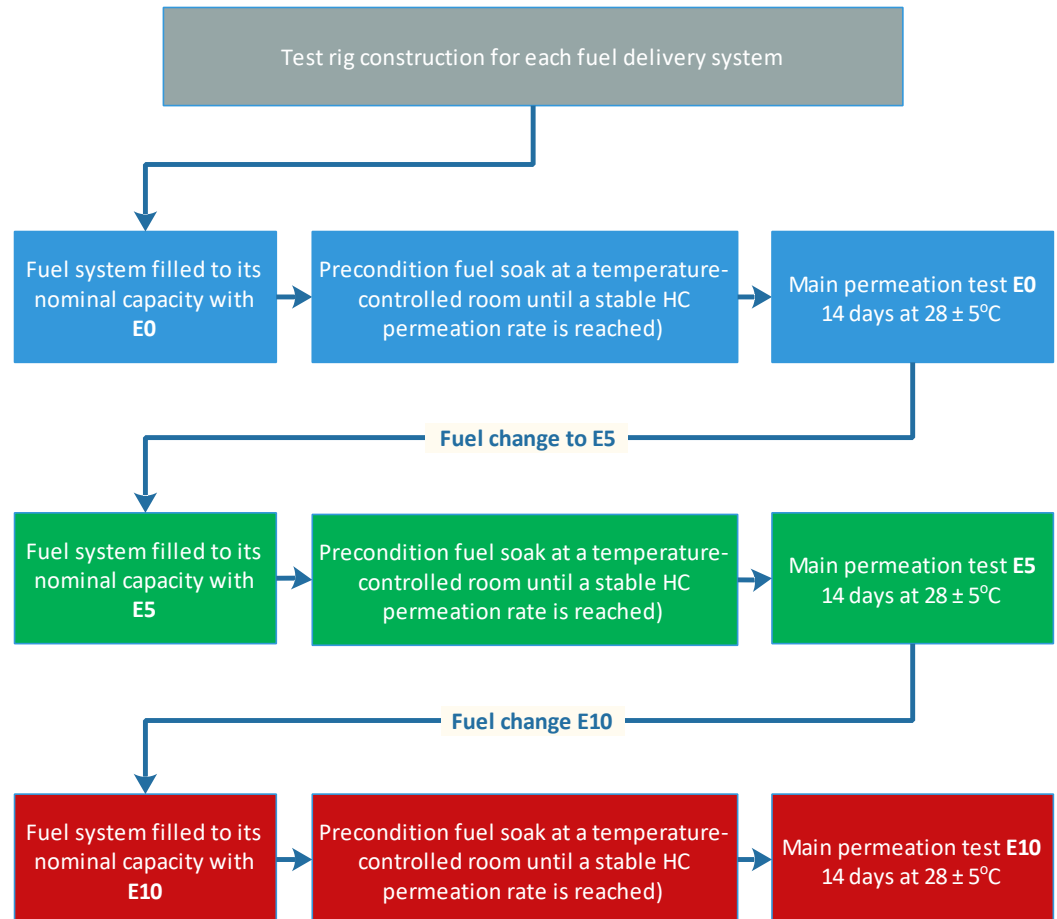 Test rig construction for each fuel delivery system
Fuel system filled to its
nominal capacity with
E0
Precondition fuel soak at a temperature-
controlled room until a stable HC
permeation rate is reached)
Main permeation test E0
14 days at 28 ± 5°C
Fuel change to E5
Fuel system filled to its
nominal capacity with
E5
Precondition fuel soak at a temperature-
controlled room until a stable HC
permeation rate is reached)
Main permeation test E5
14 days at 28 ± 5°C
Fuel change E10
Fuel system filled to its
nominal capacity with
E10
Precondition fuel soak at a temperature-
controlled room until a stable HC
permeation rate is reached)
Main permeation test E10
14 days at 28 ± 5°C